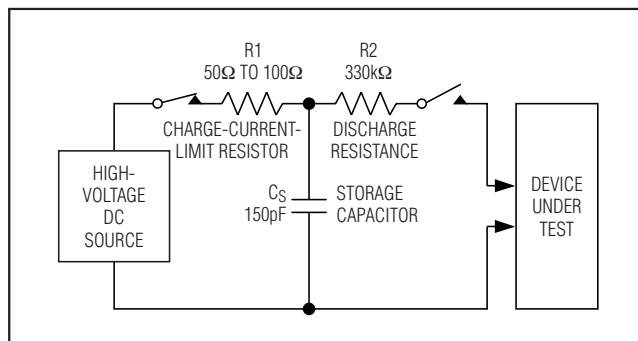 R1
50Ω TO 100Ω
R2
330kΩ
CHARGE-CURRENT-
LIMIT RESISTOR
DISCHARGE
RESISTANCE
HIGH-
VOLTAGE
DC
SOURCE
CS
150pF
STORAGE
CAPACITOR
DEVICE
UNDER
TEST